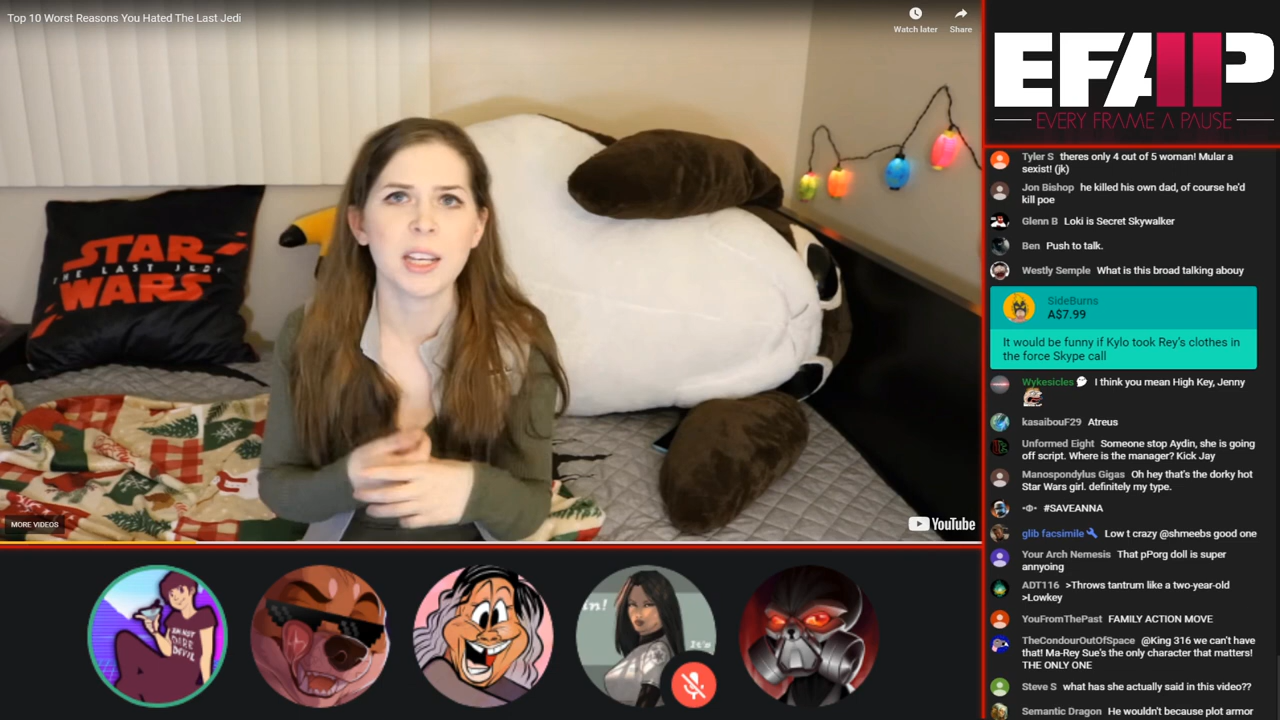 Top 10 Worst Reasons You Hated The Last Jedi
Watch later
Share
STAR
THE LAST JEDI
WARS
MORE VIDEOS
YouTube
I'M NOT
DARE
DEVIL
in!
It's
EFAP
EVERY FRAME A PAUSE
Tyler S theres only 4 out of 5 woman! Mular a
sexist! (jk)
Jon Bishop he killed his own dad, of course he'd
kill poe
Glenn B Loki is Secret Skywalker
Ben Push to talk.
Westly Semple What is this broad talking abouy
SideBurns
A$7.99
It would be funny if Kylo took Rey's clothes in
the force Skype call
Wykesicles I think you mean High Key, Jenny
kasaibouF29 Atreus
Unformed Eight Someone stop Aydin, she is going
off script. Where is the manager? Kick Jay
Manospondylus Gigas Oh hey that's the dorky hot
Star Wars girl. definitely my type.
·Φ· #SAVEANNA
glib facsimile Low t crazy @shmeebs good one
Your Arch Nemesis That pPorg doll is super
annyoing
ADT116 >Throws tantrum like a two-year-old
>Lowkey
YouFromThePast FAMILY ACTION MOVE
TheCondourOutOfSpace @King 316 we can't have
that! Ma-Rey Sue's the only character that matters!
THE ONLY ONE
Steve S what has she actually said in this video??
Semantic Dragon He wouldn't because plot armor